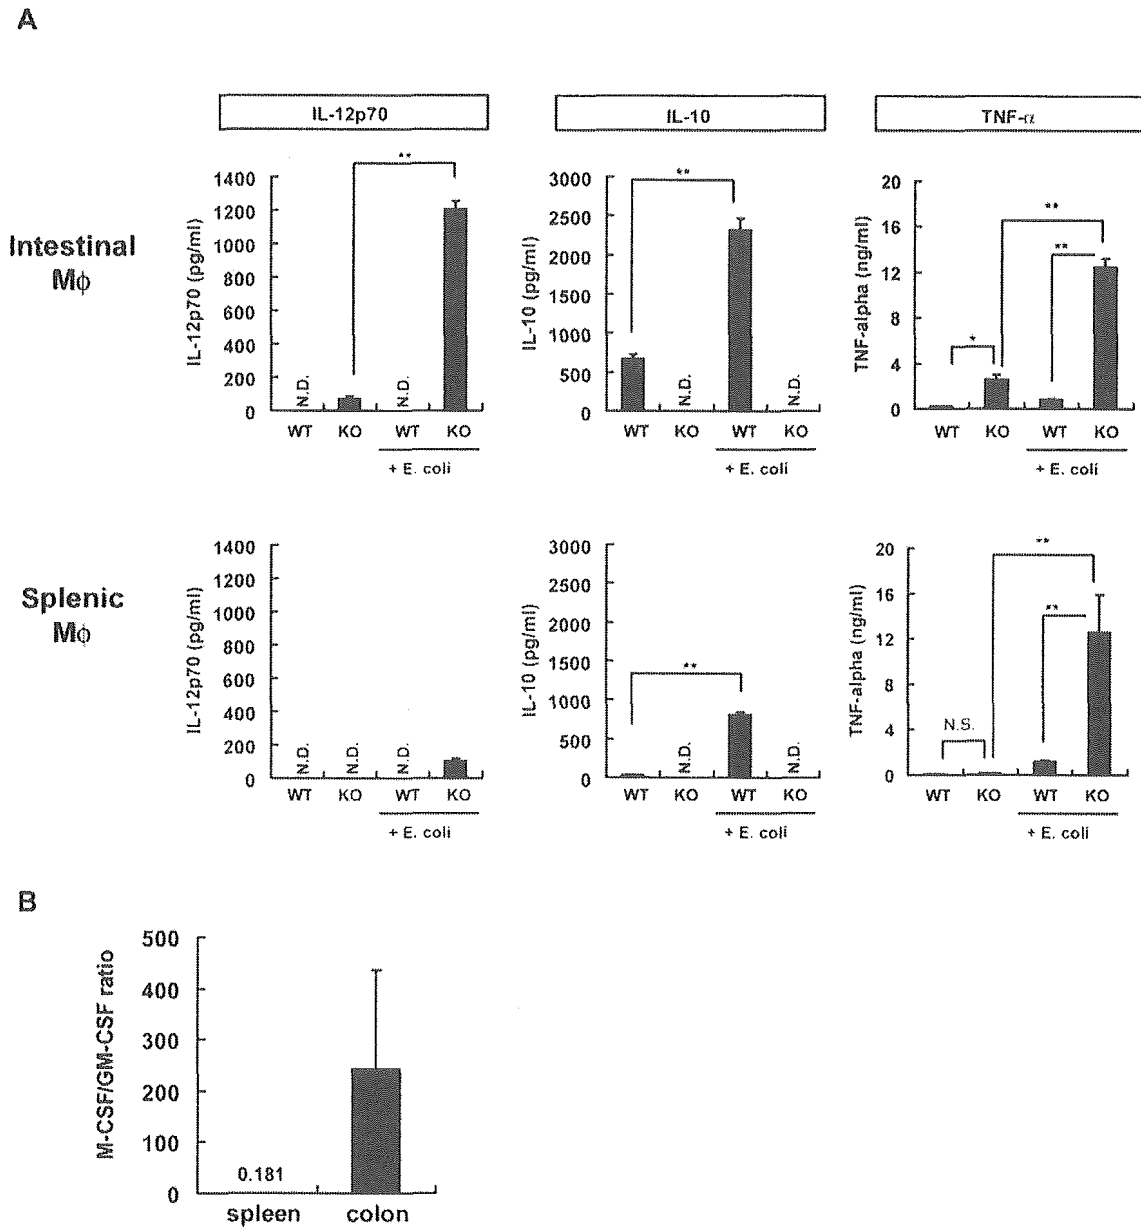 A
IL-12p70 IL-10 TNF-α
Intestinal
Mφ
IL-12p70 (pg/ml)
1400
1200
1000
800
600
400
200
0
**
N.D. N.D.
WT KO WT KO
+ E. coli
IL-10 (pg/ml)
3000
2500
2000
1500
1000
500
0
**
N.D. N.D.
WT KO WT KO
+ E. coli
TNF-alpha (ng/ml)
20
16
12
8
4
0
**
**
*
WT KO WT KO
+ E. coli
Splenic
Mφ
IL-12p70 (pg/ml)
1400
1200
1000
800
600
400
200
0
N.D. N.D. N.D.
WT KO WT KO
+ E. coli
IL-10 (pg/ml)
3000
2500
2000
1500
1000
500
0
**
N.D. N.D.
WT KO WT KO
+ E. coli
TNF-alpha (ng/ml)
20
16
12
8
4
0
**
**
N.S.
WT KO WT KO
+ E. coli
B
M-CSF/GM-CSF ratio
500
400
300
200
100
0
0.181
spleen colon